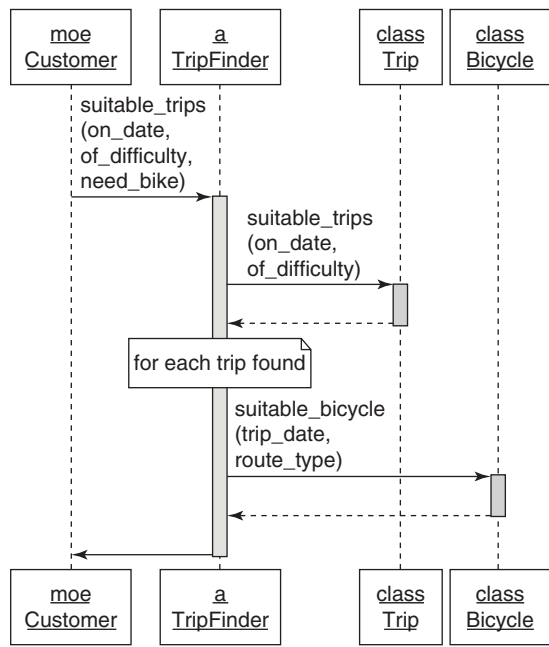 moe
Customer
a
TripFinder
class
Trip
class
Bicycle
suitable_trips
(on_date,
of_difficulty,
need_bike)
suitable_trips
(on_date,
of_difficulty)
for each trip found
suitable_bicycle
(trip_date,
route_type)
moe
Customer
a
TripFinder
class
Trip
class
Bicycle